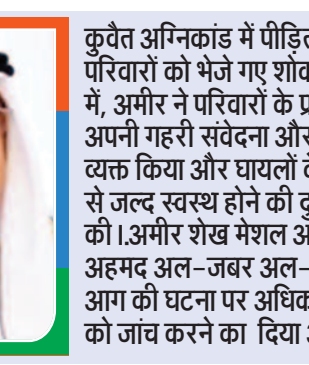 कुवैत अग्निकांड में
परिवारों को भेजे गए
में, अमीर ने परिवारों के
अपनी गहरी संवेदना और
व्यक्त किया और घायलों
से जल्द स्वस्थ होने की
की।अमीर शेख मेशल
अहमद अल-जबर अल-
आग की घटना पर
को जांच करने का दिया